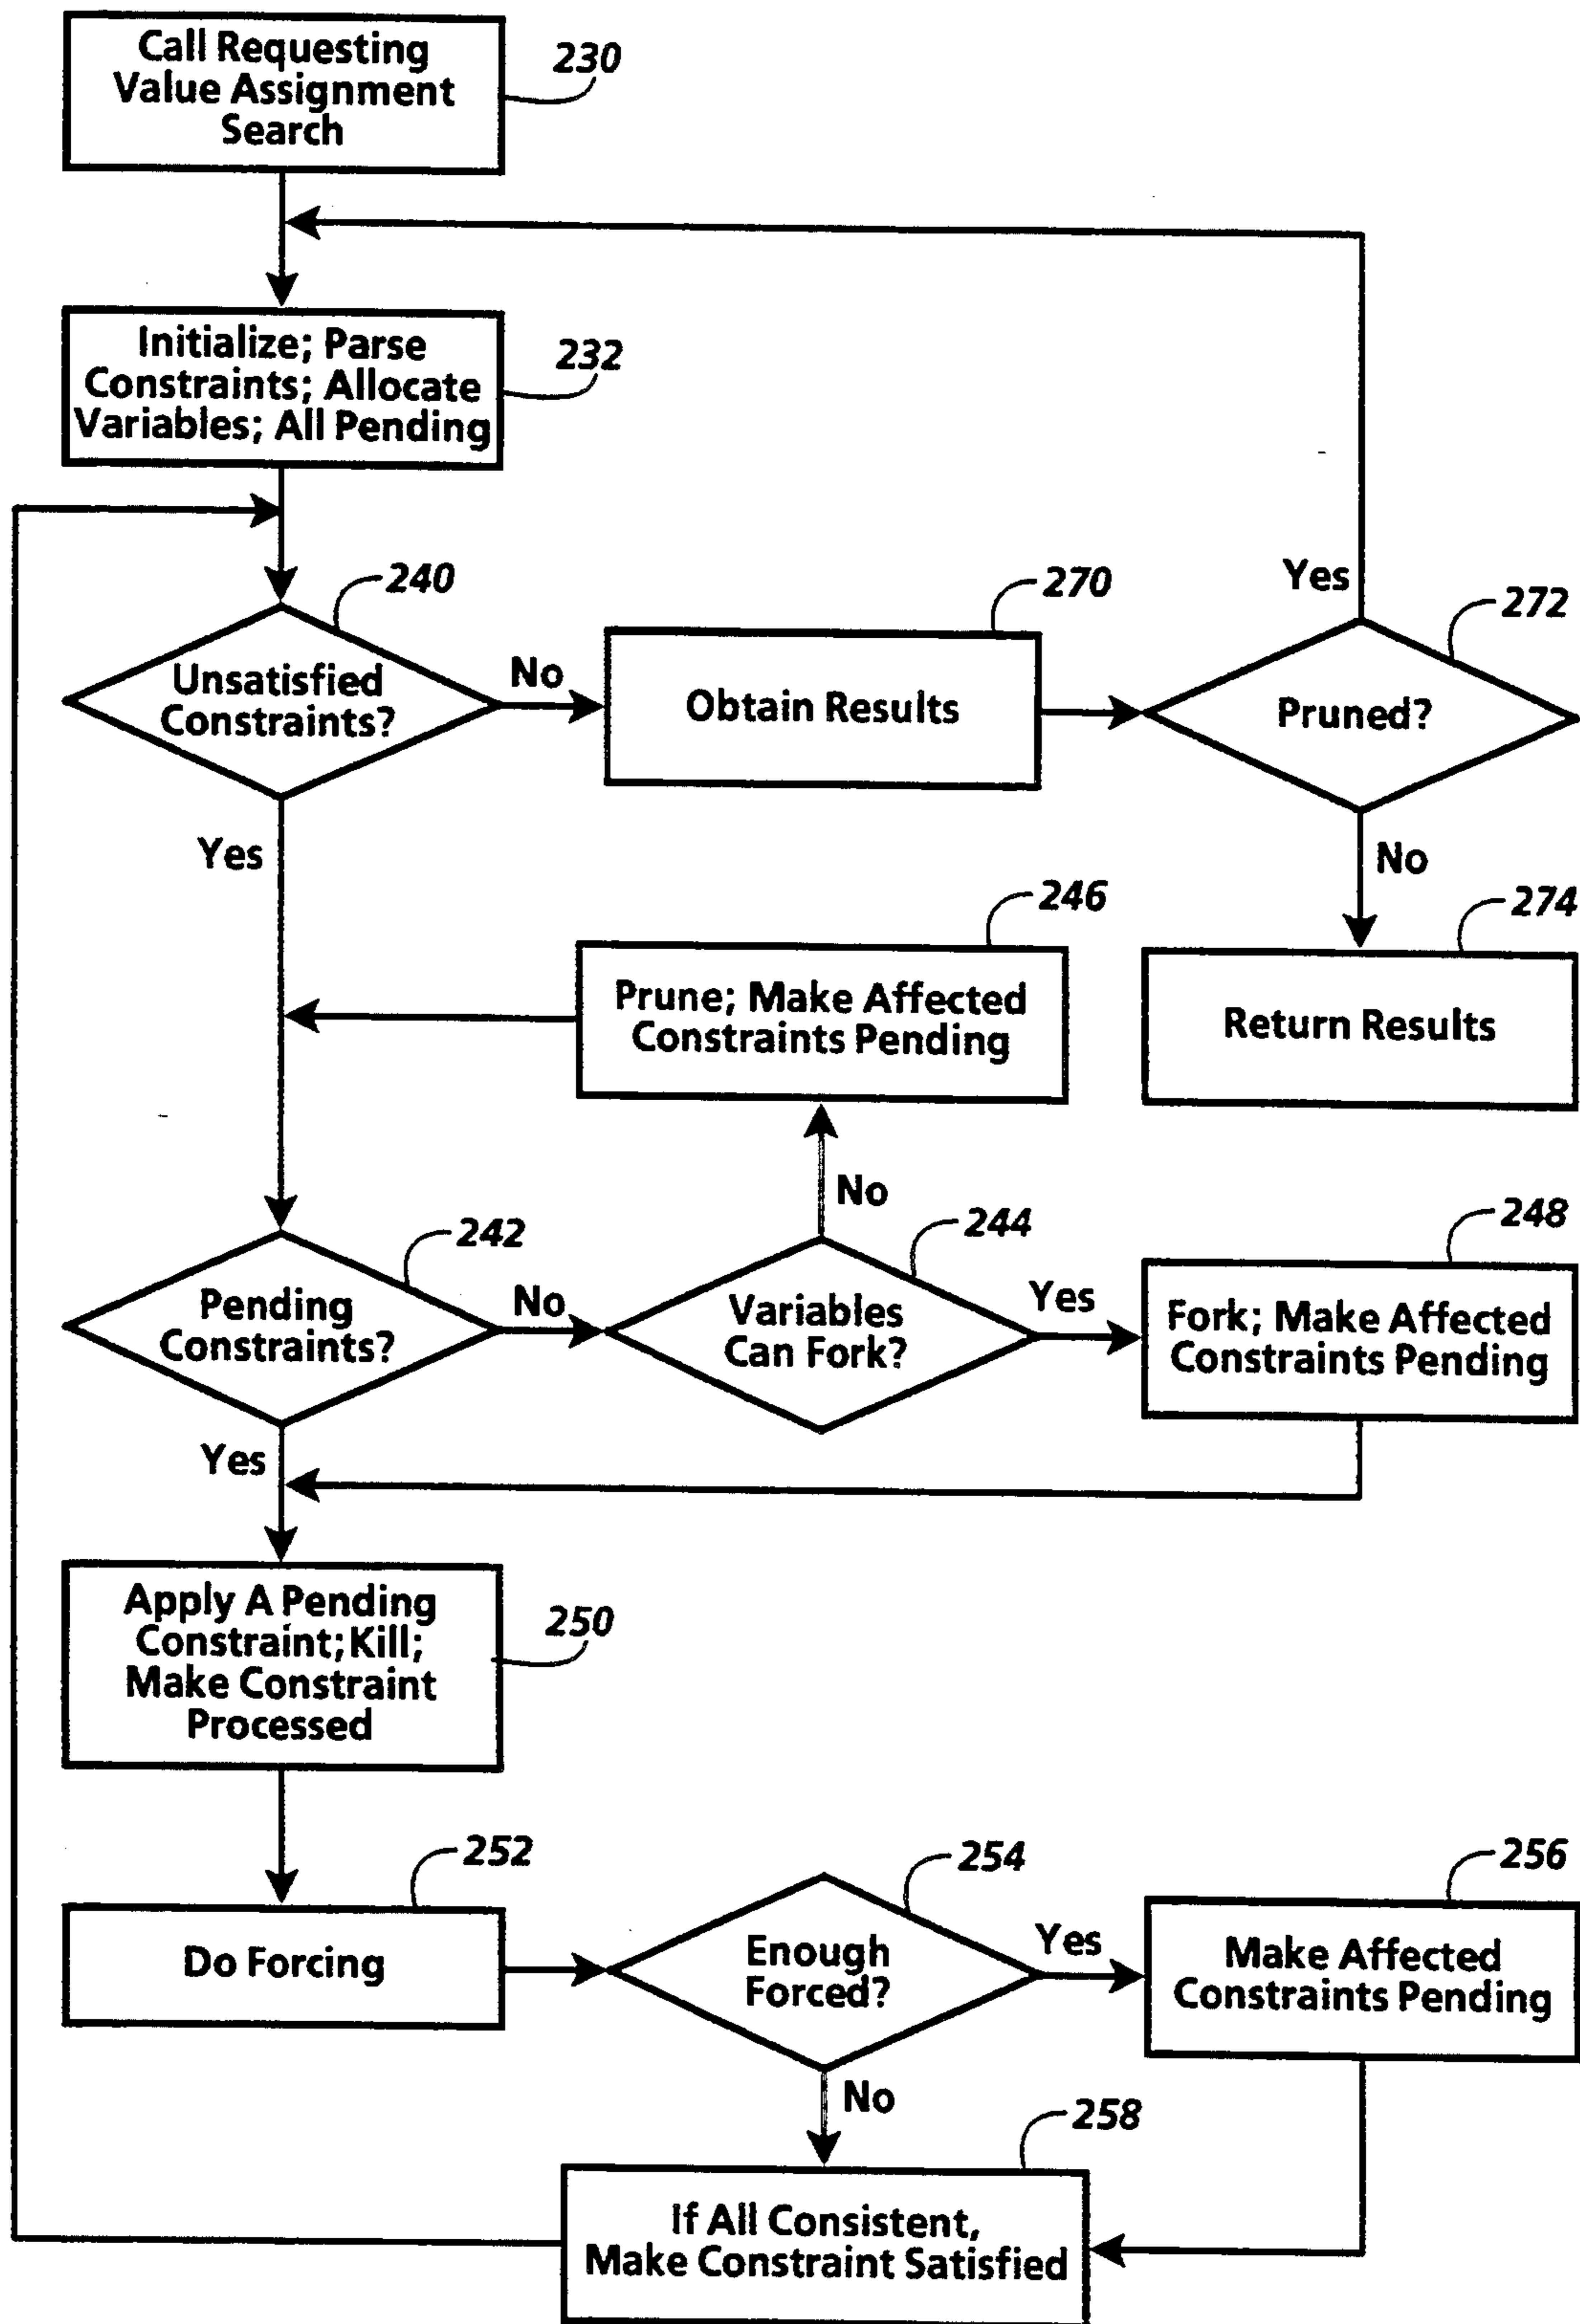 Call Requesting
Value Assignment
Search
230
Initialize; Parse
Constraints; Allocate
Variables; All Pending
232
240
Unsatisfied
Constraints?
No
270
Obtain Results
Yes
272
Pruned?
Yes
No
246
Prune; Make Affected
Constraints Pending
274
Return Results
No
242
Pending
Constraints?
No
244
Variables
Can Fork?
Yes
248
Fork; Make Affected
Constraints Pending
Yes
Apply A Pending
Constraint; Kill;
Make Constraint
Processed
250
252
Do Forcing
254
Enough
Forced?
Yes
256
Make Affected
Constraints Pending
No
258
If All Consistent,
Make Constraint Satisfied